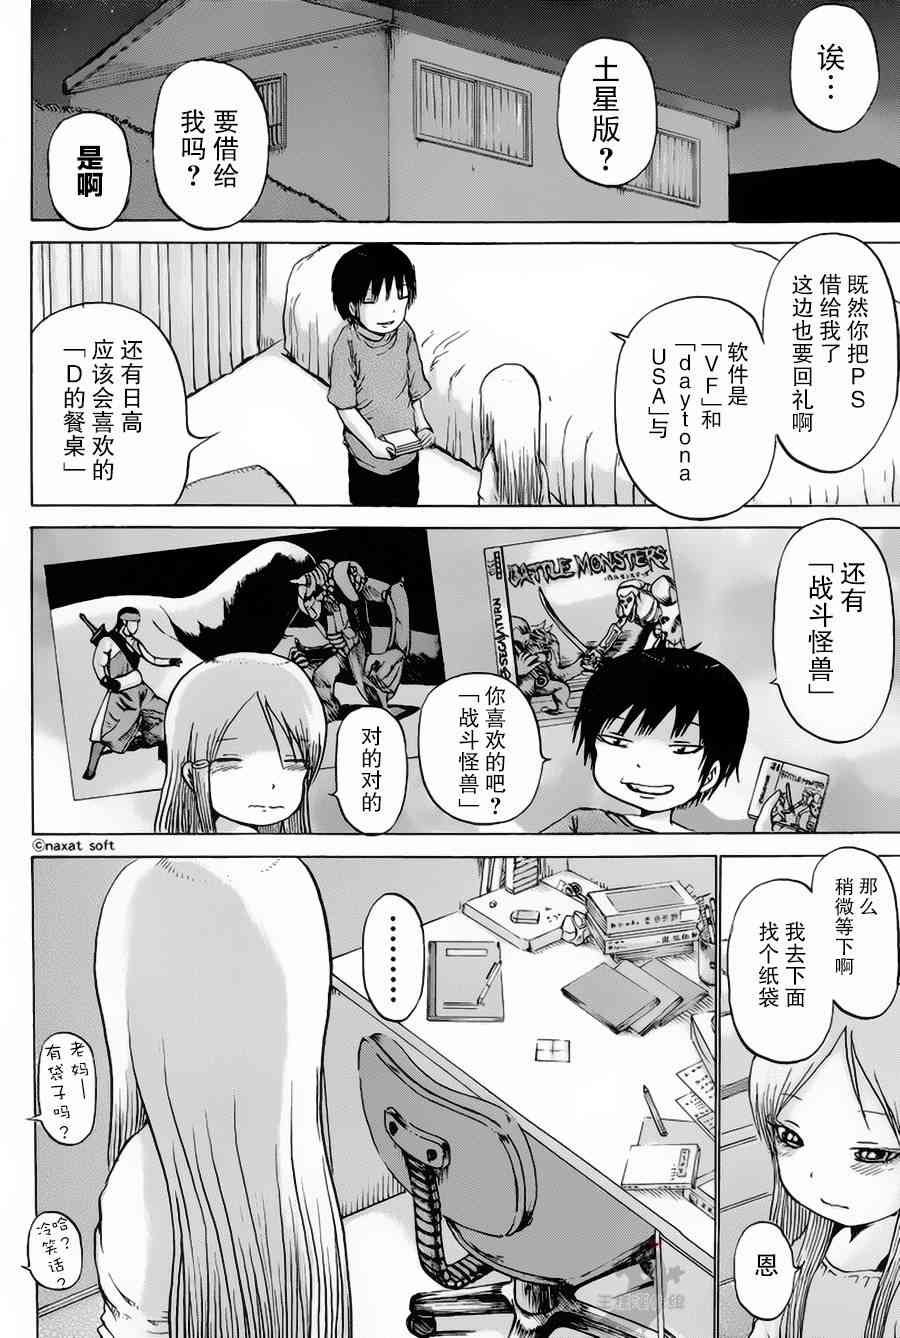 诶…
土星版？
要借给
我吗？
是啊
既然你把PS
借给我了
这边也要回礼啊
软件是
「VF」和
「daytona
USA」与
还有日高
应该会喜欢的
「D的餐桌」
还有
「战斗怪兽」
BATTLE MONSTERS
你喜欢的吧？
「战斗怪兽」
对的对的
©naxat soft
那么
稍微等下啊
我去下面
找个纸袋
恩
………
老妈—
有袋子吗？
哈？
冷笑话？